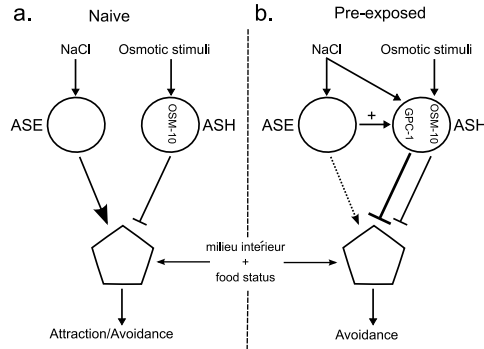 a.
Naive
NaCl
Osmotic stimuli
ASE
OSM-10
ASH
Attraction/Avoidance
milieu interieur
+
food status
b.
Pre-exposed
NaCl
Osmotic stimuli
ASE
+
GPC-1
OSM-10
ASH
Avoidance